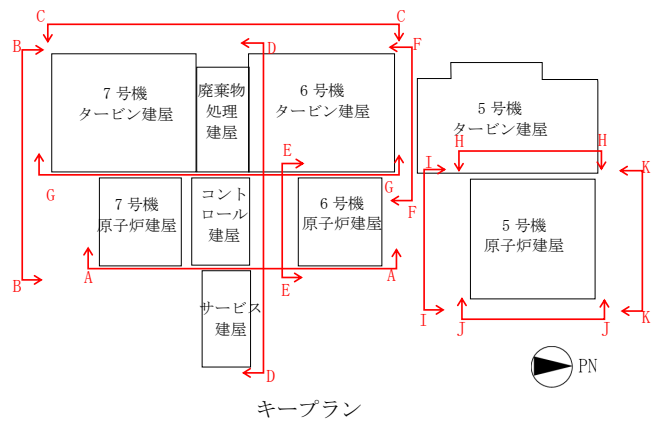 C
C
B
D
F
7号機
タービン建屋
廃棄物
処理
建屋
6号機
タービン建屋
5号機
タービン建屋
E
H
H
I
K
G
G
7号機
原子炉建屋
コント
ロール
建屋
6号機
原子炉建屋
F
5号機
原子炉建屋
A
A
B
E
サービス
建屋
I
J
J
K
D
PN
キープラン